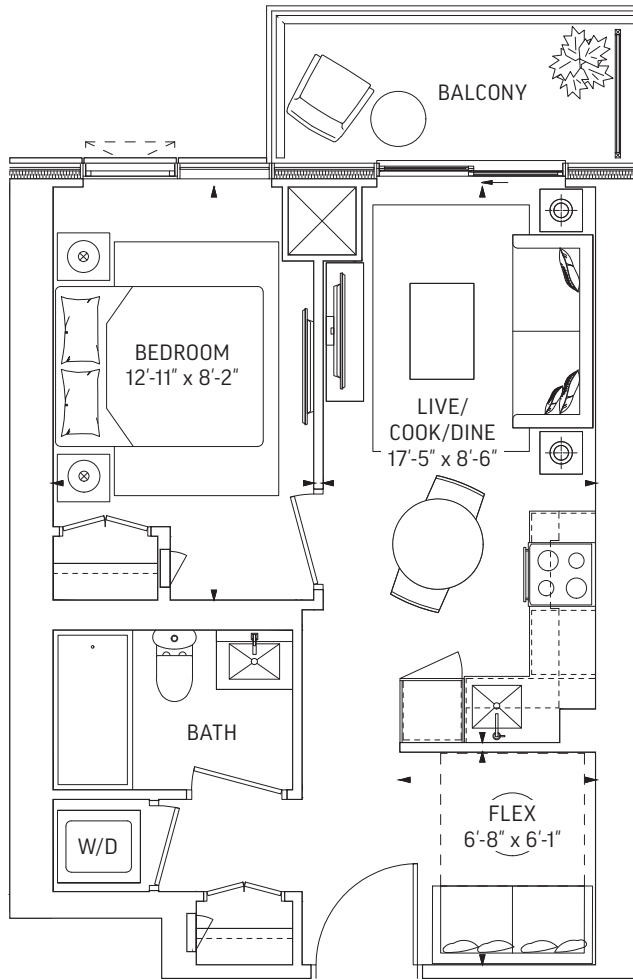 BALCONY
BEDROOM
12'-11" x 8'-2"
LIVE/
COOK/DINE
17'-5" x 8'-6"
BATH
W/D
FLEX
6'-8" x 6'-1"